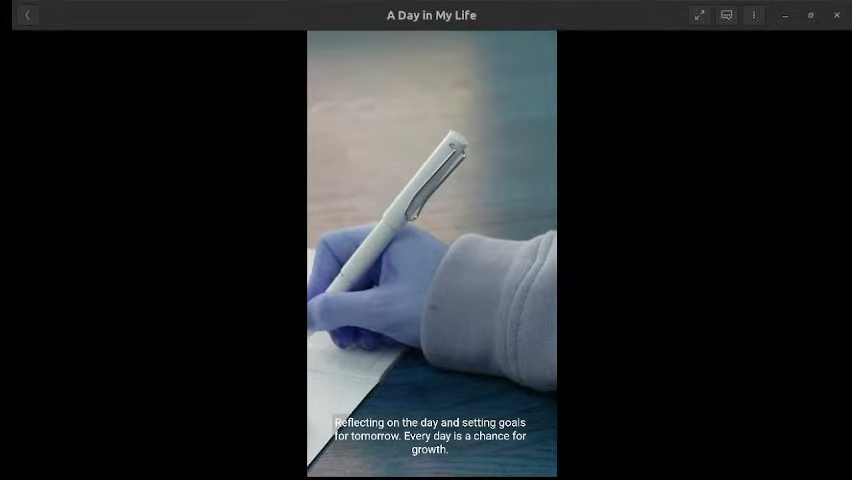 A Day in My Life
Reflecting on the day and setting goals
for tomorrow. Every day is a chance for
growth.